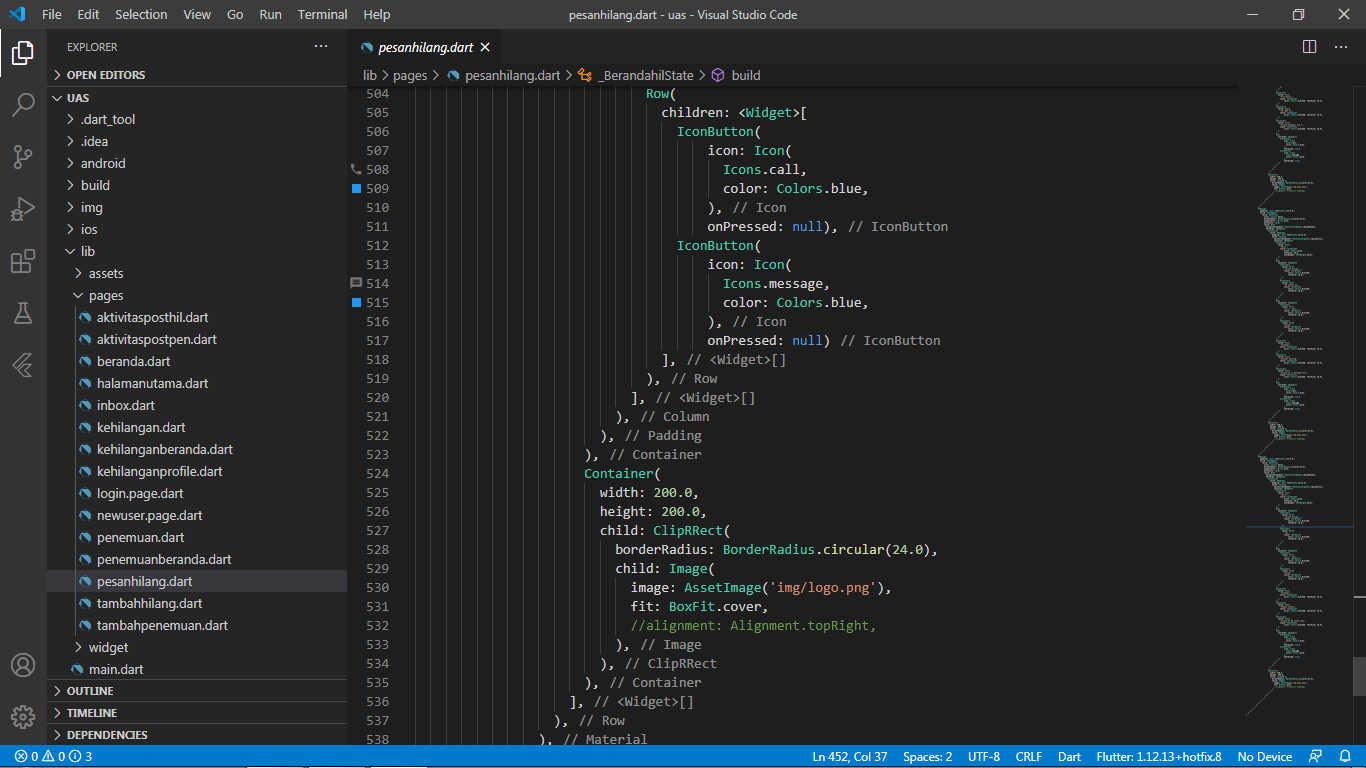 File Edit Selection View Go Run Terminal Help
pesanhilang.dart - uas - Visual Studio Code
EXPLORER
OPEN EDITORS
UAS
.dart_tool
.idea
android
build
img
ios
lib
assets
pages
aktivitasposthil.dart
aktivitaspostpen.dart
beranda.dart
halamanutama.dart
inbox.dart
kehilangan.dart
kehilanganberanda.dart
kehilanganprofile.dart
login.page.dart
newuser.page.dart
penemuan.dart
penemuanberanda.dart
pesanhilang.dart
tambahhilang.dart
tambahpenemuan.dart
widget
main.dart
OUTLINE
TIMELINE
DEPENDENCIES
pesanhilang.dart
lib > pages > pesanhilang.dart > _BerandahilState > build
504 Row(
505 children: <Widget>[
506 IconButton(
507 icon: Icon(
508 Icons.call,
509 color: Colors.blue,
510 ), // Icon
511 onPressed: null), // IconButton
512 IconButton(
513 icon: Icon(
514 Icons.message,
515 color: Colors.blue,
516 ), // Icon
517 onPressed: null) // IconButton
518 ], // <Widget>[]
519 ), // Row
520 ], // <Widget>[]
521 ), // Column
522 ), // Padding
523 ), // Container
524 Container(
525 width: 200.0,
526 height: 200.0,
527 child: ClipRRect(
528 borderRadius: BorderRadius.circular(24.0),
529 child: Image(
530 image: AssetImage('img/logo.png'),
531 fit: BoxFit.cover,
532 //alignment: Alignment.topRight,
533 ), // Image
534 ), // ClipRRect
535 ), // Container
536 ], // <Widget>[]
537 ), // Row
538 ), // Material
0 0 3
Ln 452, Col 37 Spaces: 2 UTF-8 CRLF Dart Flutter: 1.12.13+hotfix.8 No Device